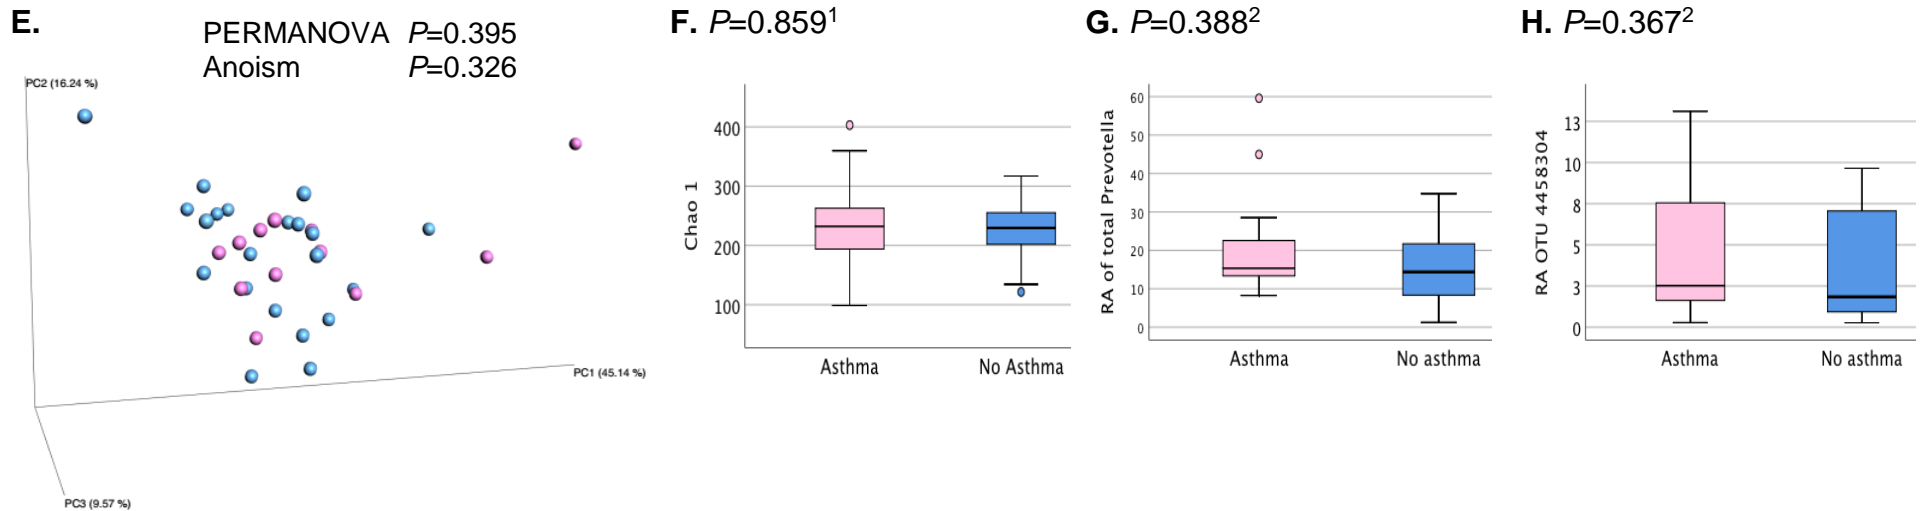 E.
PERMANOVA P=0.395
Anoism P=0.326
PC2 (16.24 %)
PC1 (45.14 %)
PC3 (9.57 %)
F. P=0.859¹
Chao 1
400
300
200
100
Asthma No Asthma
G. P=0.388²
RA of total Prevotella
60
50
40
30
20
10
0
Asthma No asthma
H. P=0.367²
RA OTU 4458304
13
10
8
5
3
0
Asthma No asthma